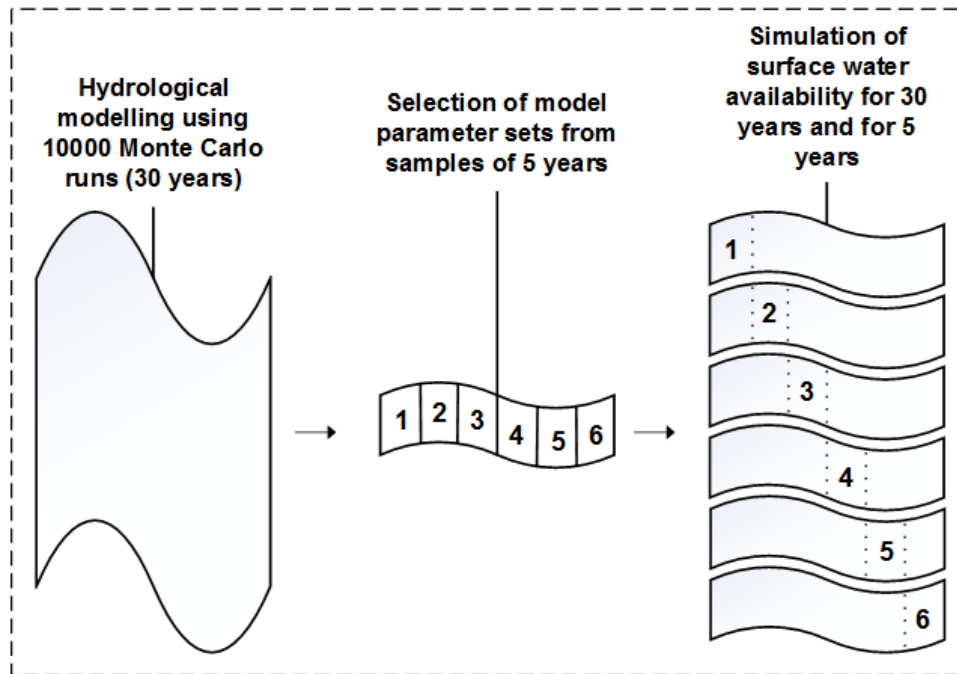 Hydrological
modelling using
10000 Monte Carlo
runs (30 years)
Selection of model
parameter sets from
samples of 5 years
1
2
3
4
5
6
Simulation of
surface water
availability for 30
years and for 5
years
1
2
3
4
5
6